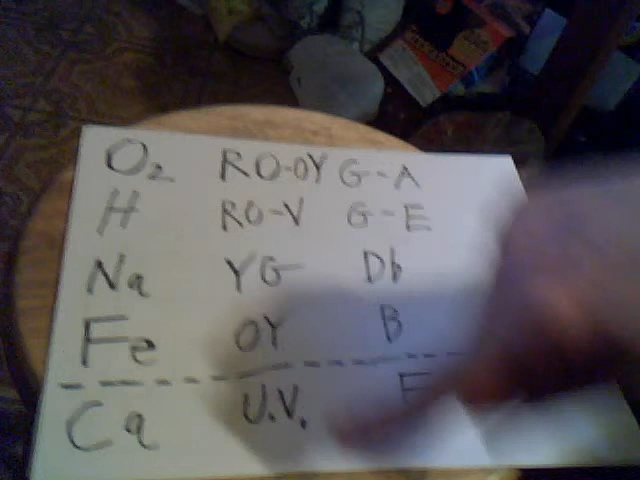 O2 RO-OY G-A
H RO-V G-E
Na YG Db
Fe OY B
Ca U.V.